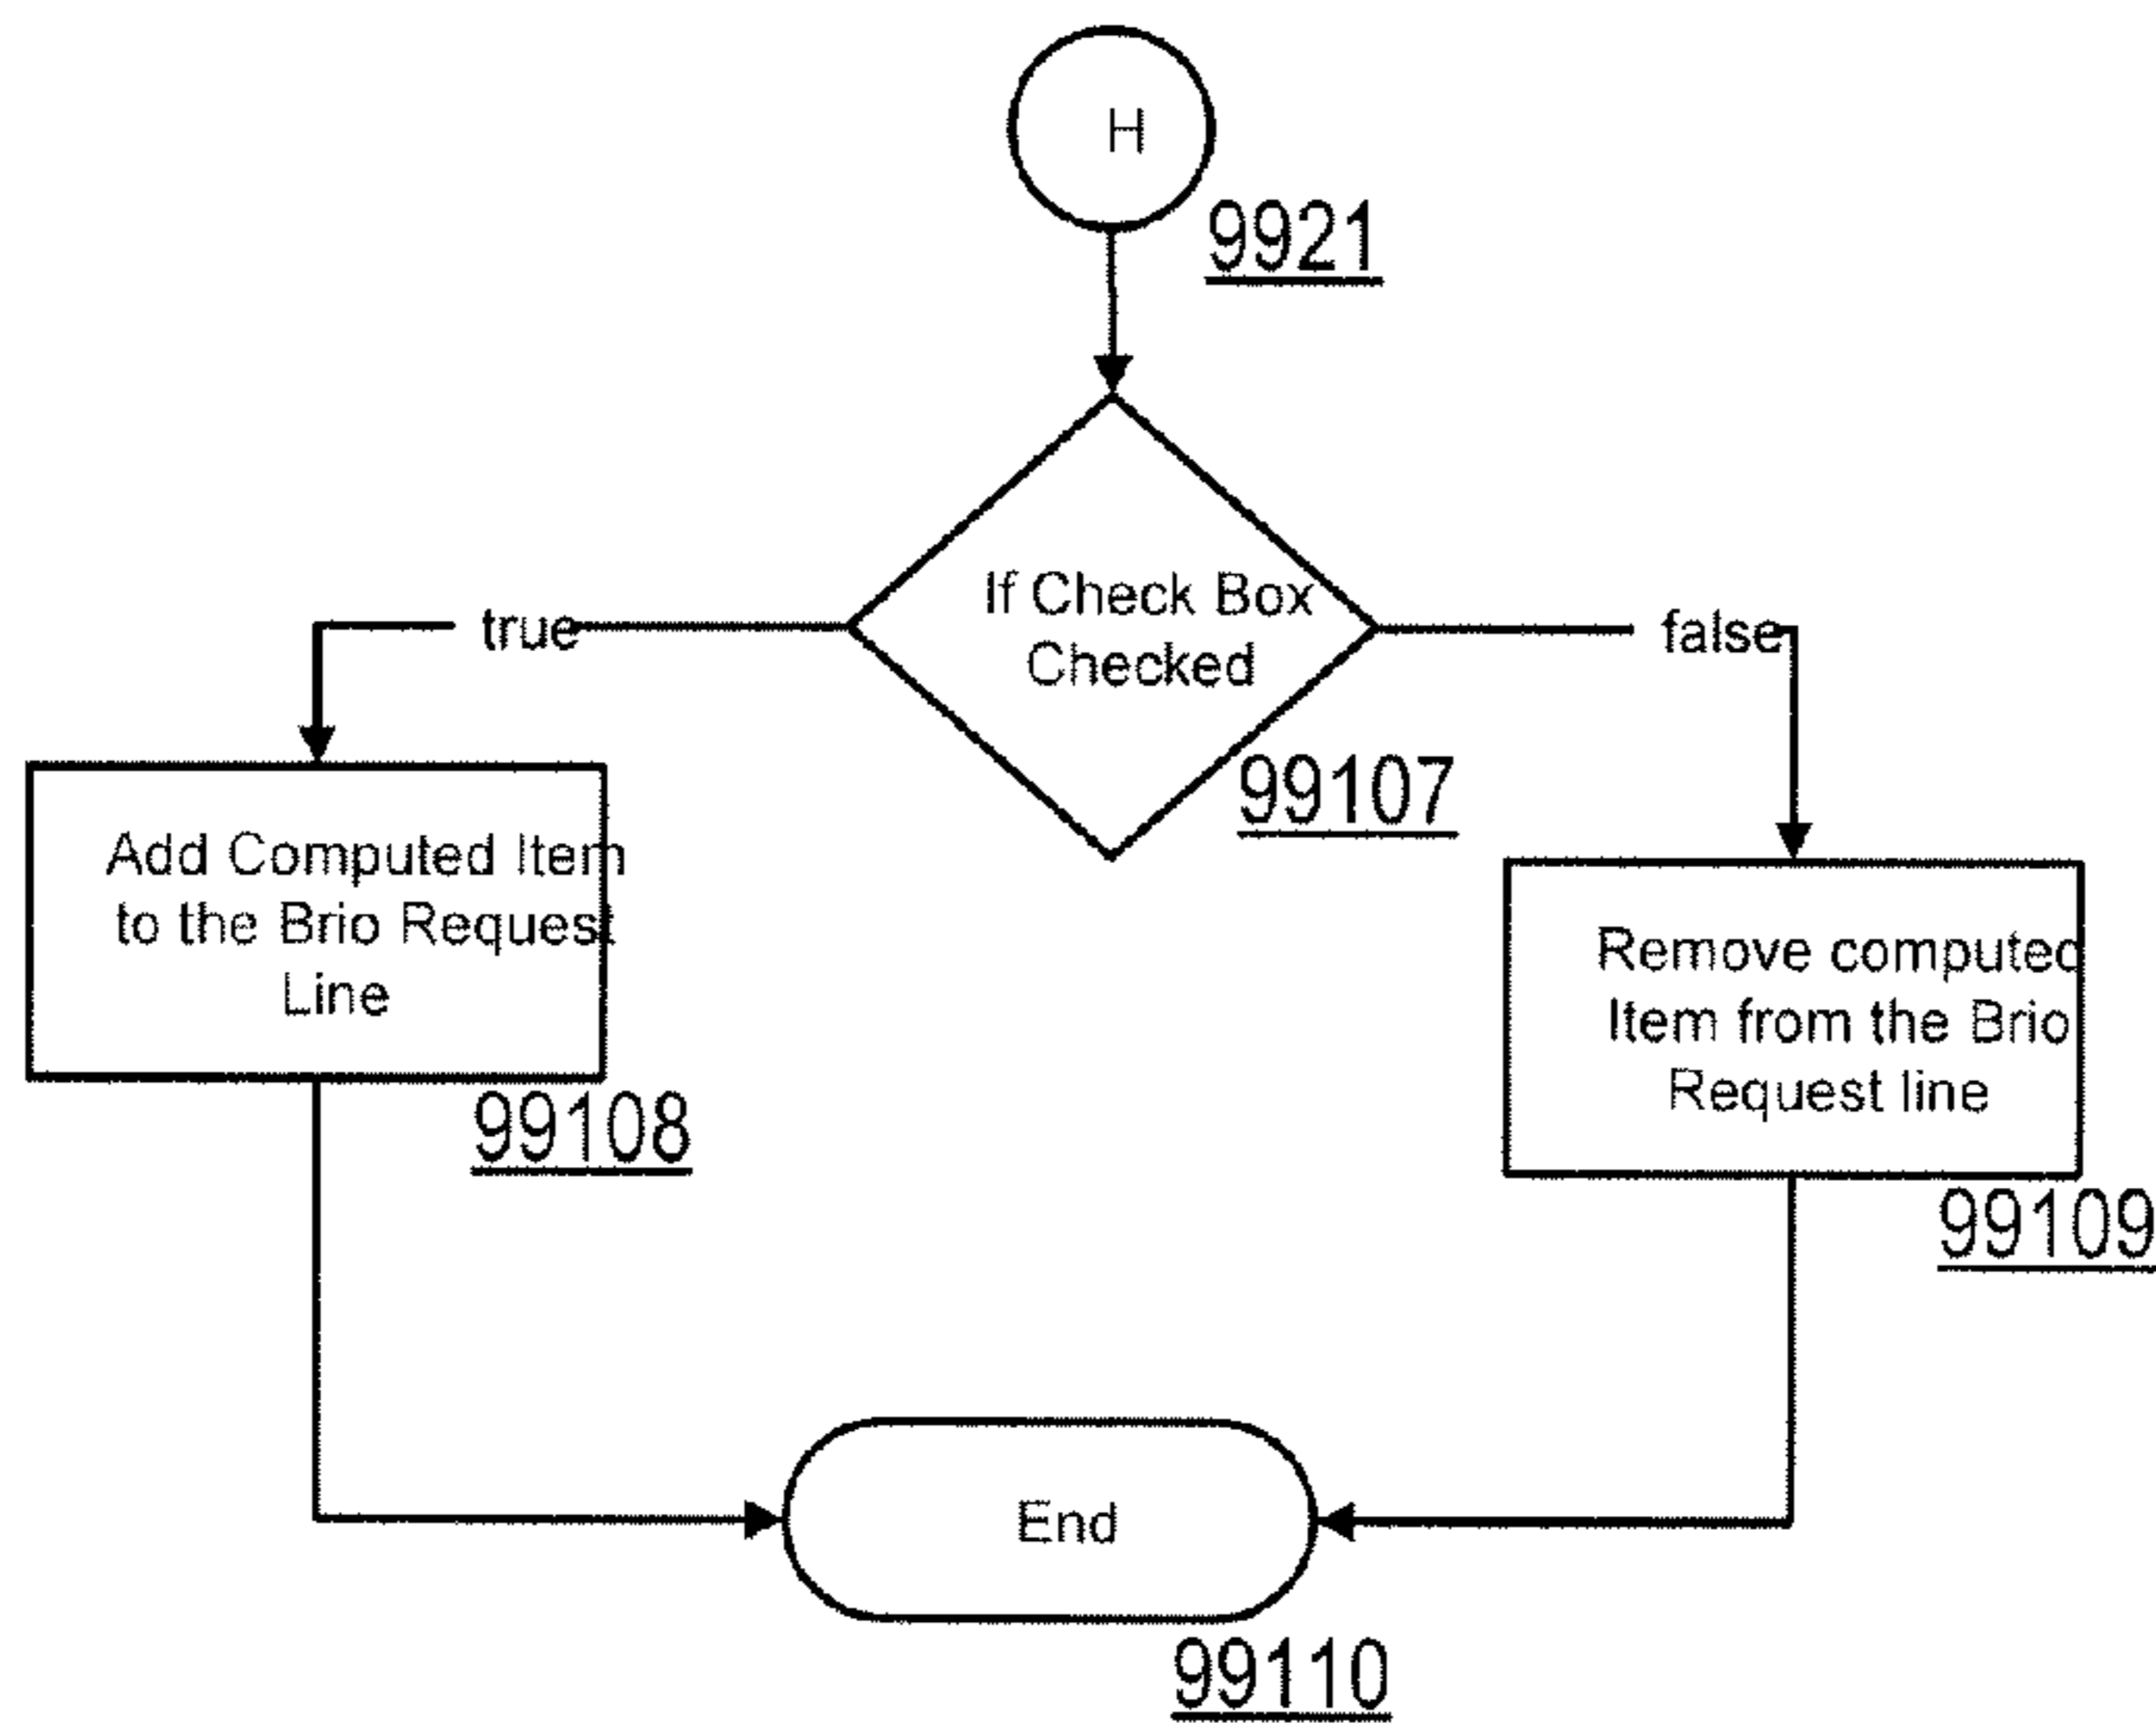 H
9921
If Check Box
Checked
99107
true
false
Add Computed Item
to the Brio Request
Line
99108
Remove computed
Item from the Brio
Request line
99109
End
99110